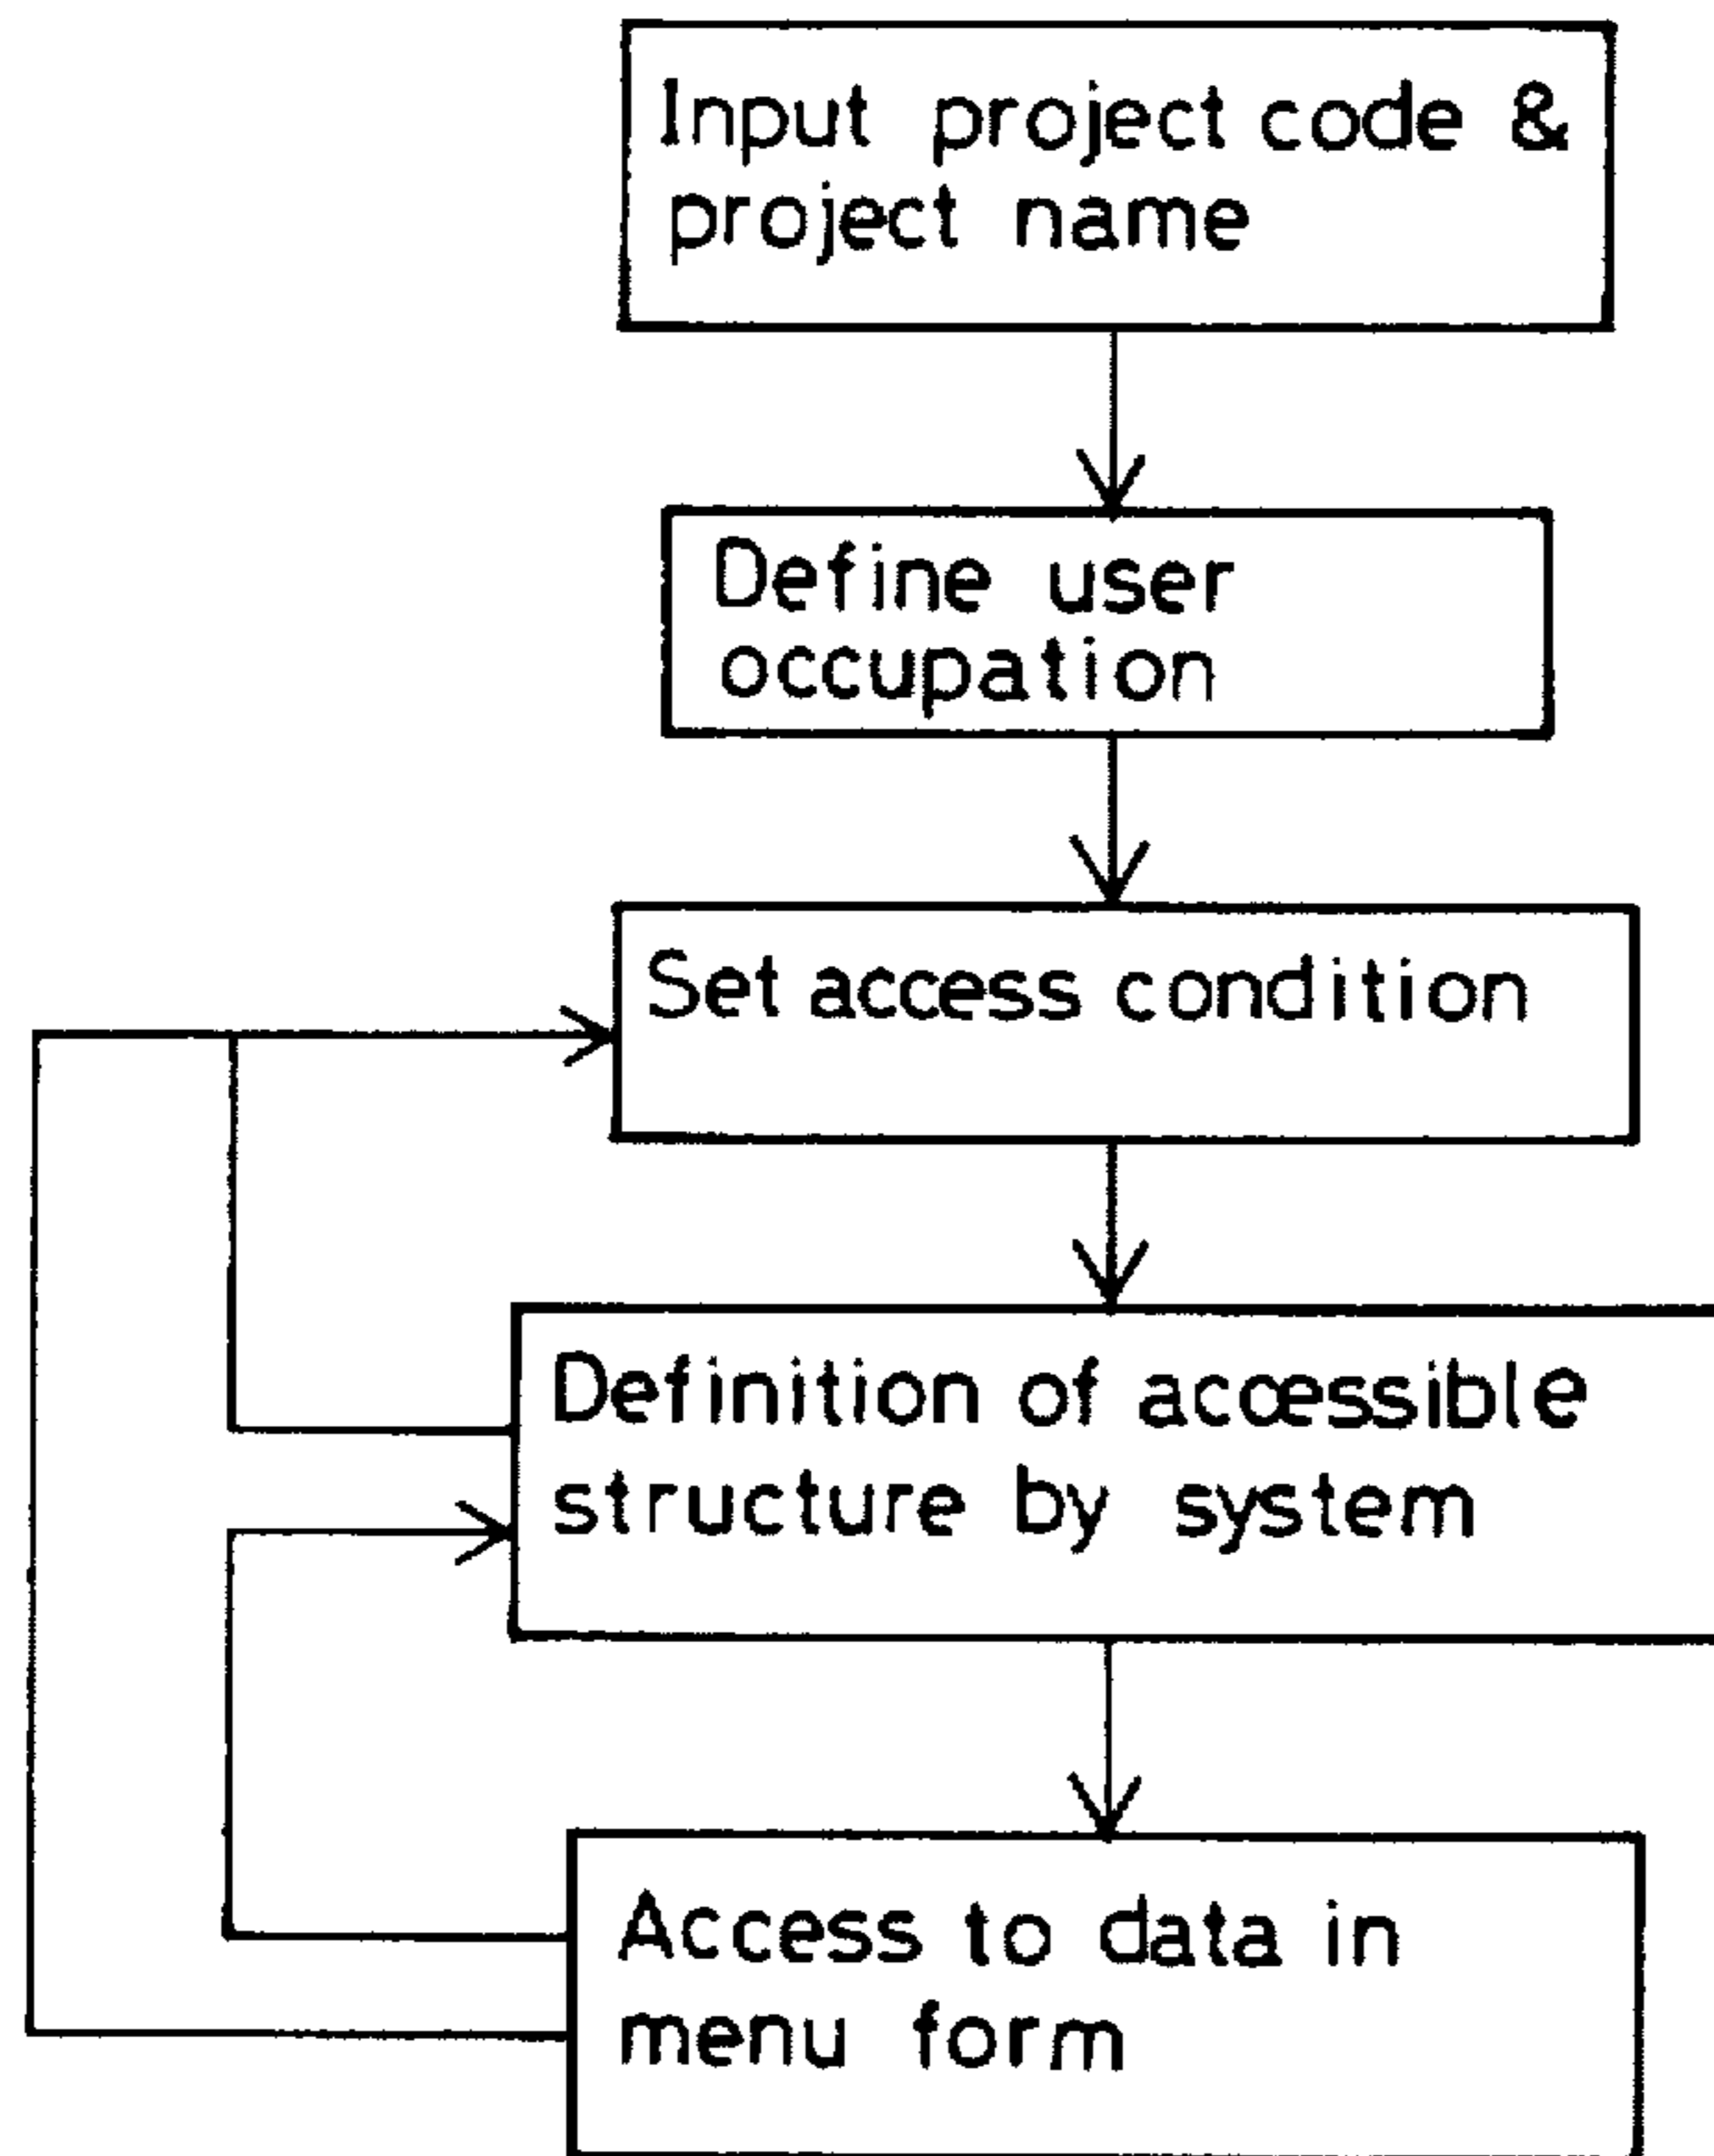 Input project code &
project name
Define user
occupation
Set access condition
Definition of accessible
structure by system
Access to data in
menu form